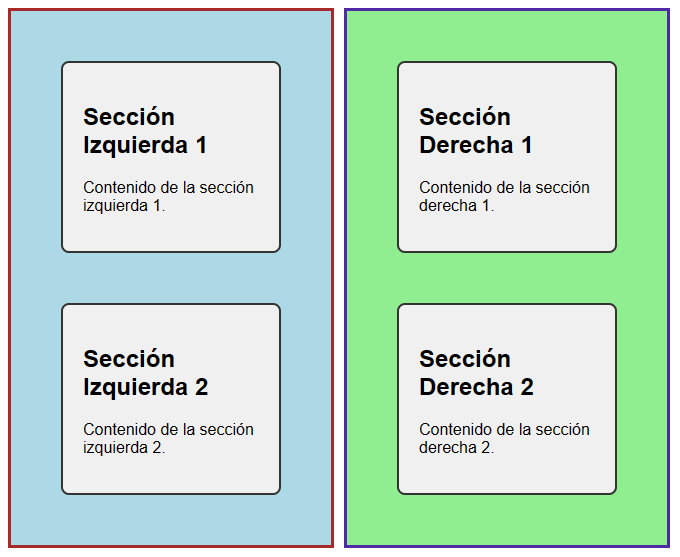 Sección
Izquierda 1
Contenido de la sección
izquierda 1.
Sección
Izquierda 2
Contenido de la sección
izquierda 2.
Sección
Derecha 1
Contenido de la sección
derecha 1.
Sección
Derecha 2
Contenido de la sección
derecha 2.